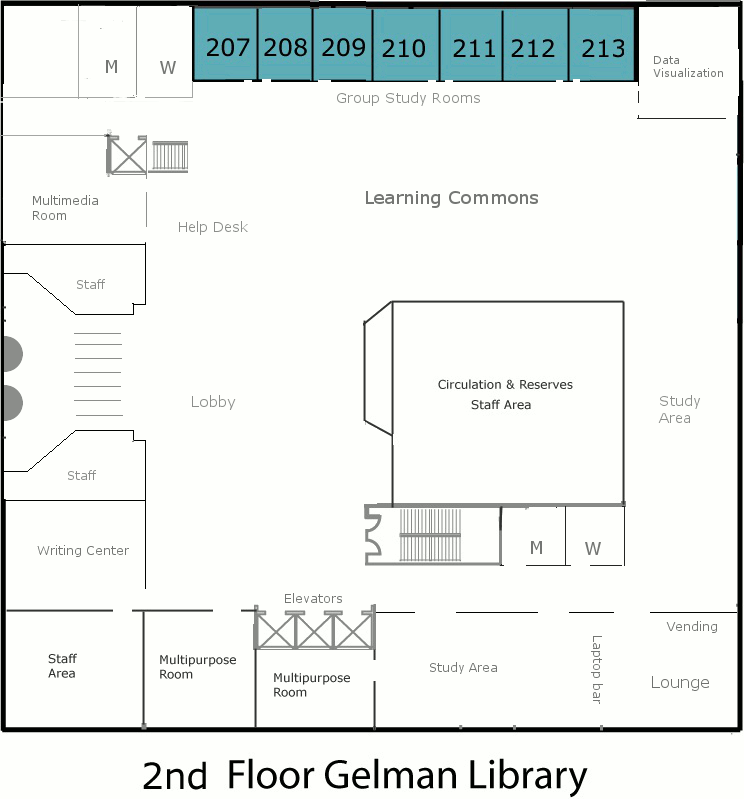 207 208 209 210 211 212 213
M W
Data
Visualization
Group Study Rooms
Multimedia
Room
Learning Commons
Help Desk
Staff
Circulation & Reserves
Staff Area
Lobby
Study
Area
Staff
Writing Center
M W
Elevators
Vending
Staff
Area
Multipurpose
Room
Multipurpose
Room
Study Area
Laptop bar
Lounge
2nd Floor Gelman Library